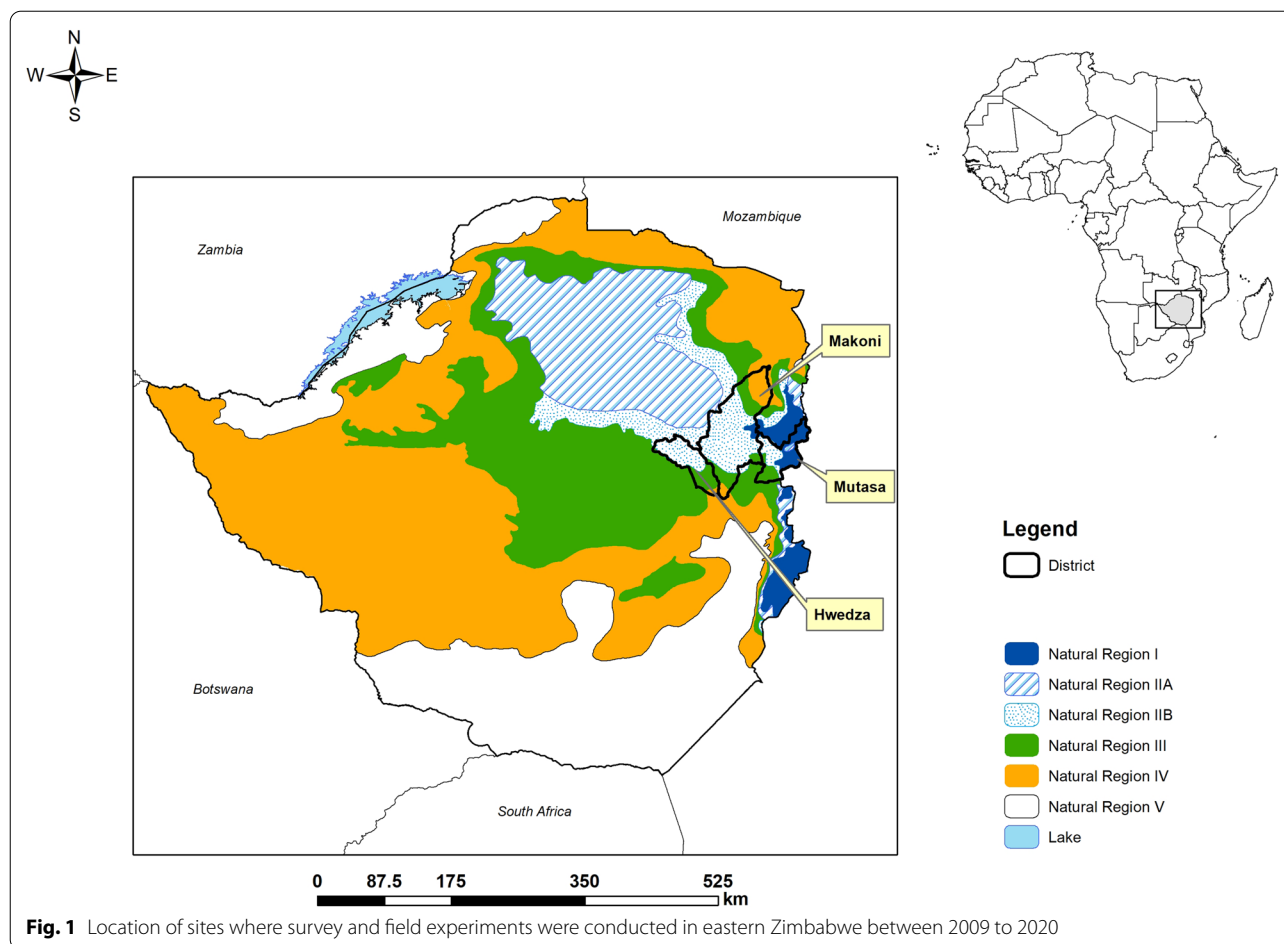 N
W E
S
Mozambique
Zambia
Makoni
Mutasa
Hwedza
Botswana
South Africa
Legend
District
Natural Region I
Natural Region IIA
Natural Region IIB
Natural Region III
Natural Region IV
Natural Region V
Lake
0 87.5 175 350 525
km
Fig. 1 Location of sites where survey and field experiments were conducted in eastern Zimbabwe between 2009 to 2020